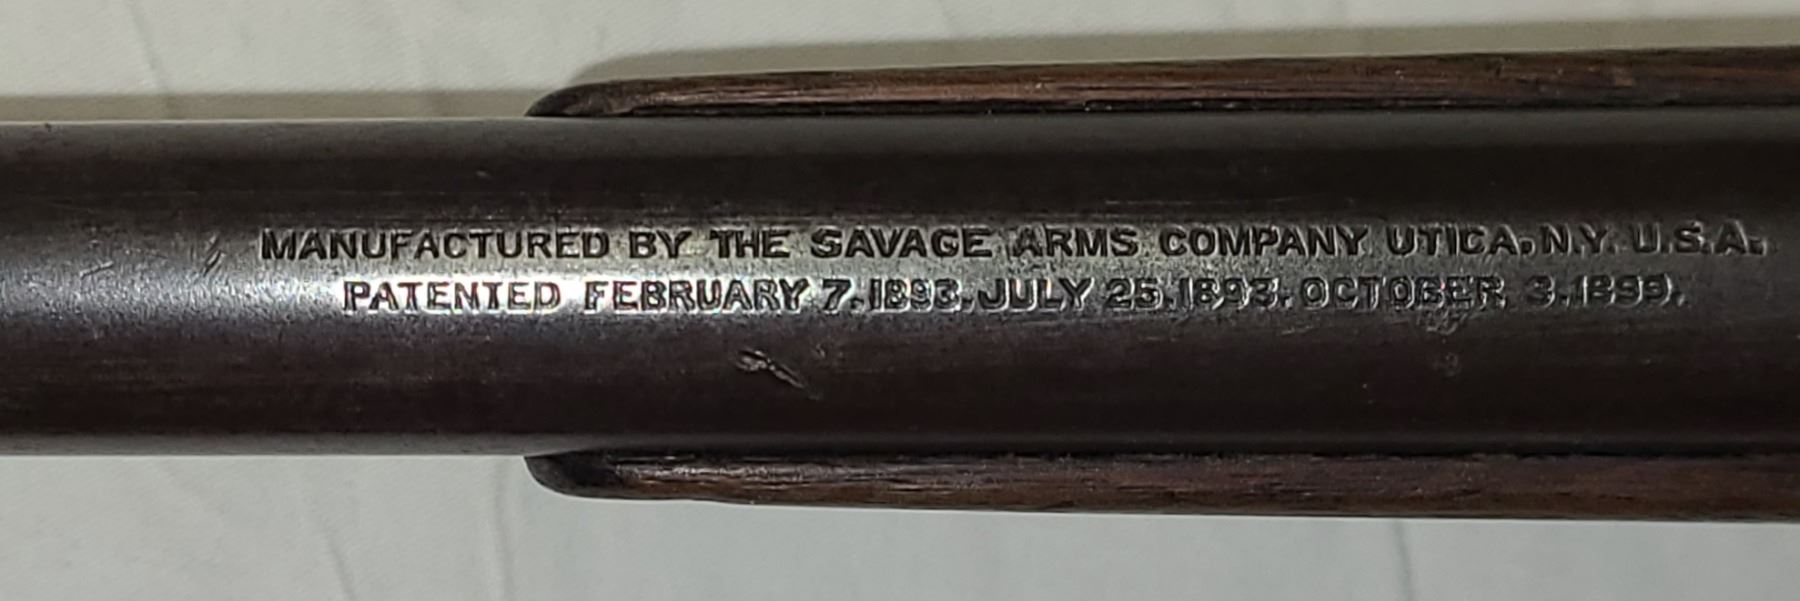 MANUFACTURED BY THE SAVAGE ARMS COMPANY UTICA, N.Y. U.S.A.
PATENTED FEBRUARY 7.1893.JULY 25.1893.OCTOBER 3.1899.